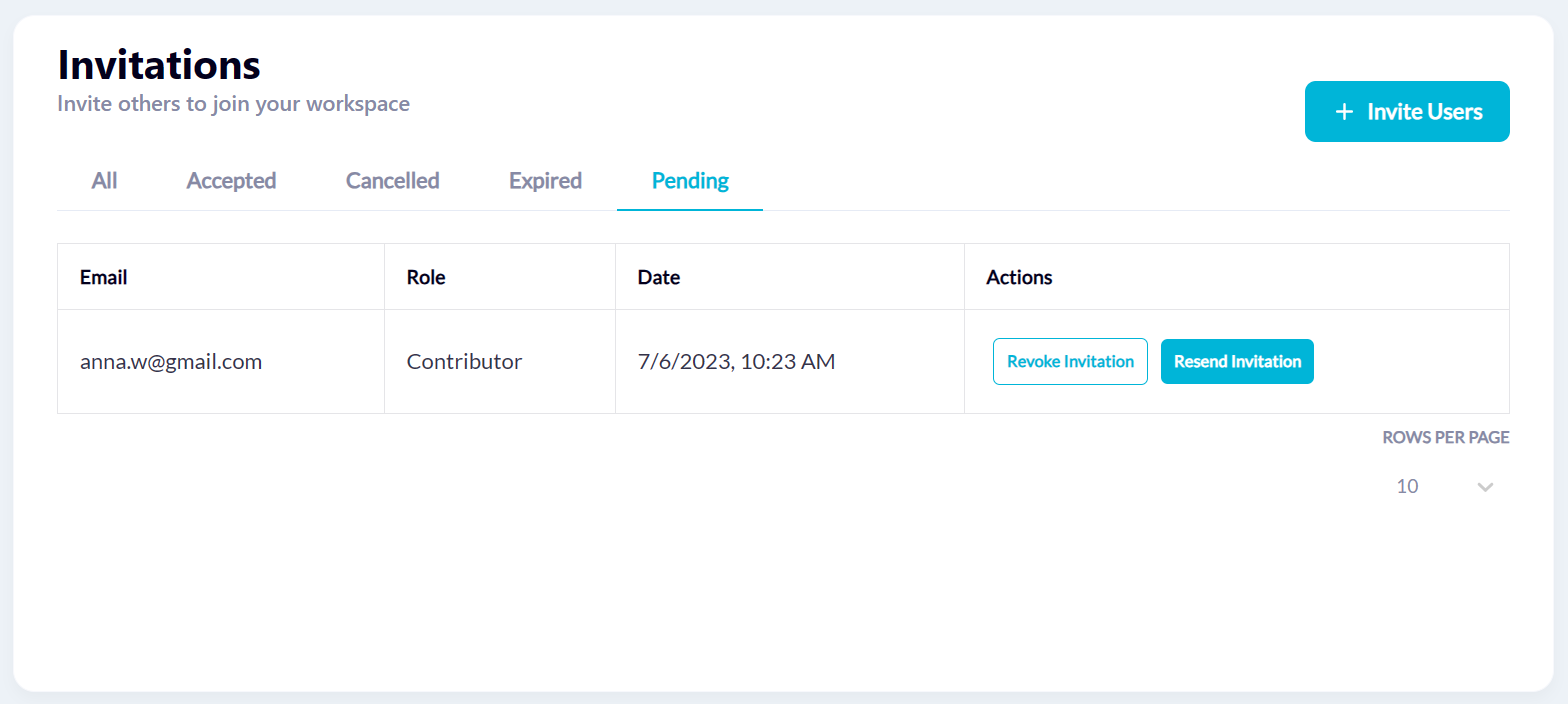 Invitations
Invite others to join your workspace
+ Invite Users
All Accepted Cancelled Expired Pending
Email Role Date Actions
anna.w@gmail.com Contributor 7/6/2023, 10:23 AM Revoke Invitation Resend Invitation
ROWS PER PAGE
10